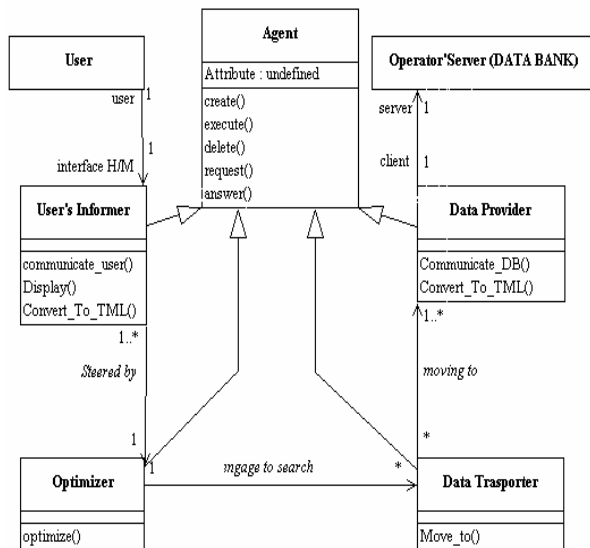 Agent
Attribute : undefined
create()
execute()
delete()
request()
answer()
User
user
1
1
interface H/M
Operator'Server (DATA BANK)
server
1
client
1
User's Informer
communicate_user()
Display()
Convert_To_TML()
Data Provider
Communicate_DB()
Convert_To_TML()
1..*
Steered by
1
1..*
moving to
*
Optimizer
optimize()
1
mgage to search
*
Data Trasporter
Move_to()